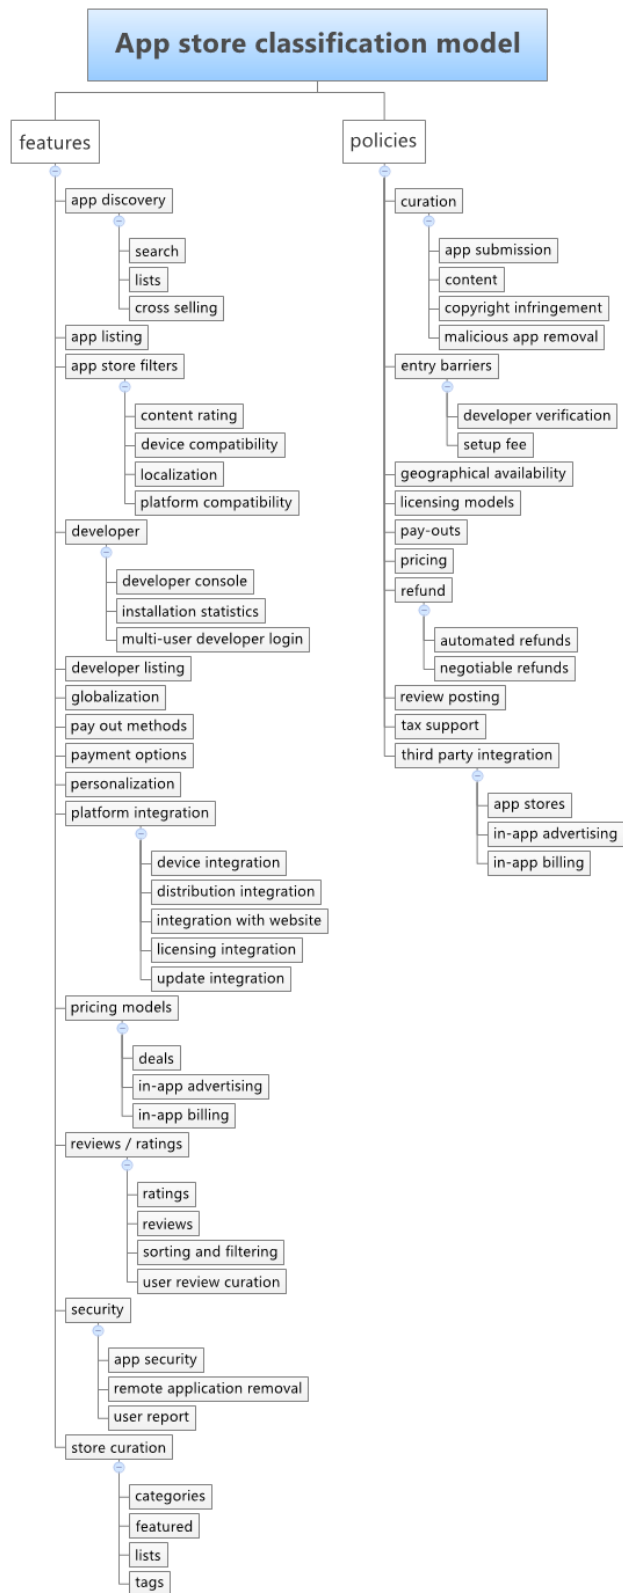 App store classification model
features
app discovery
search
lists
cross selling
app listing
app store filters
content rating
device compatibility
localization
platform compatibility
developer
developer console
installation statistics
multi-user developer login
developer listing
globalization
pay out methods
payment options
personalization
platform integration
device integration
distribution integration
integration with website
licensing integration
update integration
pricing models
deals
in-app advertising
in-app billing
reviews / ratings
ratings
reviews
sorting and filtering
user review curation
security
app security
remote application removal
user report
store curation
categories
featured
lists
tags
policies
curation
app submission
content
copyright infringement
malicious app removal
entry barriers
developer verification
setup fee
geographical availability
licensing models
pay-outs
pricing
refund
automated refunds
negotiable refunds
review posting
tax support
third party integration
app stores
in-app advertising
in-app billing